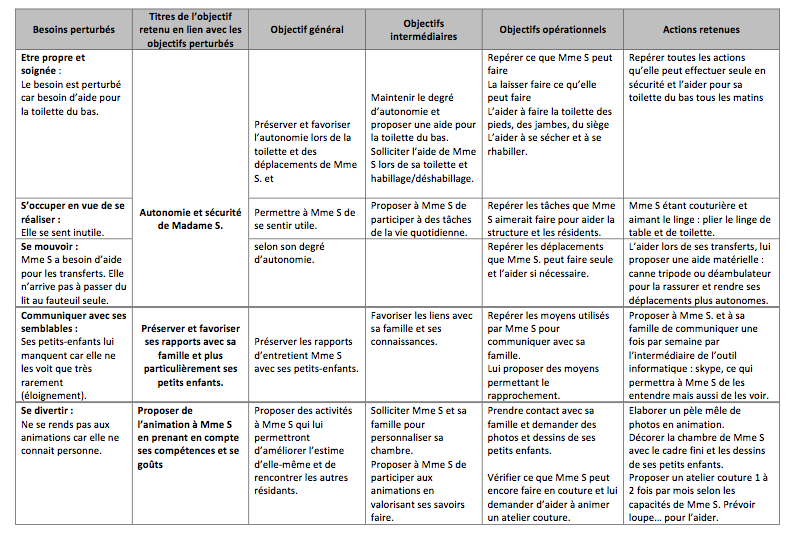 Besoins perturbés
Titres de l'objectif
retenu en lien avec les
objectifs perturbés
Objectif général
Objectifs
intermédiaires
Objectifs opérationnels
Actions retenues
Etre propre et
soignée :
Le besoin est perturbé
car besoin d'aide pour
la toilette du bas.
Autonomie et sécurité
de Madame S.
Préserver et favoriser
l'autonomie lors de la
toilette et des
déplacements de Mme
S. et
Maintenir le degré
d'autonomie et
proposer une aide pour
la toilette du bas.
Solliciter l'aide de Mme
S lors de sa toilette et
habillage/déshabillage.
Repérer ce que Mme S peut
faire
La laisser faire ce qu'elle
peut faire
L'aider à faire la toilette des
pieds, des jambes, du siège
L'aider à se sécher et à se
rhabiller.
Repérer toutes les actions
qu'elle peut effectuer seule en
sécurité et l'aider pour sa
toilette du bas tous les matins
S'occuper en vue de se
réaliser :
Elle se sent inutile.
Permettre à Mme S de
se sentir utile.
Proposer à Mme S de
participer à des tâches
de la vie quotidienne.
Repérer les tâches que Mme
S aimerait faire pour aider la
structure et les résidents.
Mme S étant couturière et
aimant le linge : plier le linge de
table et de toilette.
Se mouvoir :
Mme S a besoin d'aide
pour les transferts. Elle
n'arrive pas à passer du
lit au fauteuil seule.
selon son degré
d'autonomie.
Repérer les déplacements
que Mme S. peut faire seule
et l'aider si nécessaire.
L'aider lors de ses transferts, lui
proposer une aide matérielle :
canne tripode ou déambulateur
pour la rassurer et rendre ses
déplacements plus autonomes.
Communiquer avec ses
semblables :
Ses petits-enfants lui
manquent car elle ne
les voit que très
rarement
(éloignement).
Préserver et favoriser
ses rapports avec sa
famille et plus
particulièrement ses
petits enfants.
Préserver les rapports
d'entretient Mme S
avec ses petits-enfants.
Favoriser les liens avec
sa famille et ses
connaissances.
Repérer les moyens utilisés
par Mme S pour
communiquer avec sa
famille.
Lui proposer des moyens
permettant le
rapprochement.
Proposer à Mme S. et à sa
famille de communiquer une
fois par semaine par
l'intermédiaire de l'outil
informatique : skype, ce qui
permettra à Mme S de les
entendre mais aussi de les voir.
Se divertir :
Ne se rends pas aux
animations car elle ne
connait personne.
Proposer de
l'animation à Mme S
en prenant en compte
ses compétences et se
goûts
Proposer des activités
à Mme S qui lui
permettront
d'améliorer l'estime
d'elle-même et de
rencontrer les autres
résidants.
Solliciter Mme S et sa
famille pour
personnaliser sa
chambre.
Proposer à Mme S de
participer aux
animations en
valorisant ses savoirs
faire.
Prendre contact avec sa
famille et demander des
photos et dessins de ses
petits enfants.
Vérifier ce que Mme S peut
encore faire en couture et lui
demander d'aider à animer
un atelier couture.
Elaborer un pèle mêle de
photos en animation.
Décorer la chambre de Mme S
avec le cadre fini et les dessins
de ses petits enfants.
Proposer un atelier couture 1 à
2 fois par mois selon les
capacités de Mme S. Prévoir
loupe… pour l'aider.